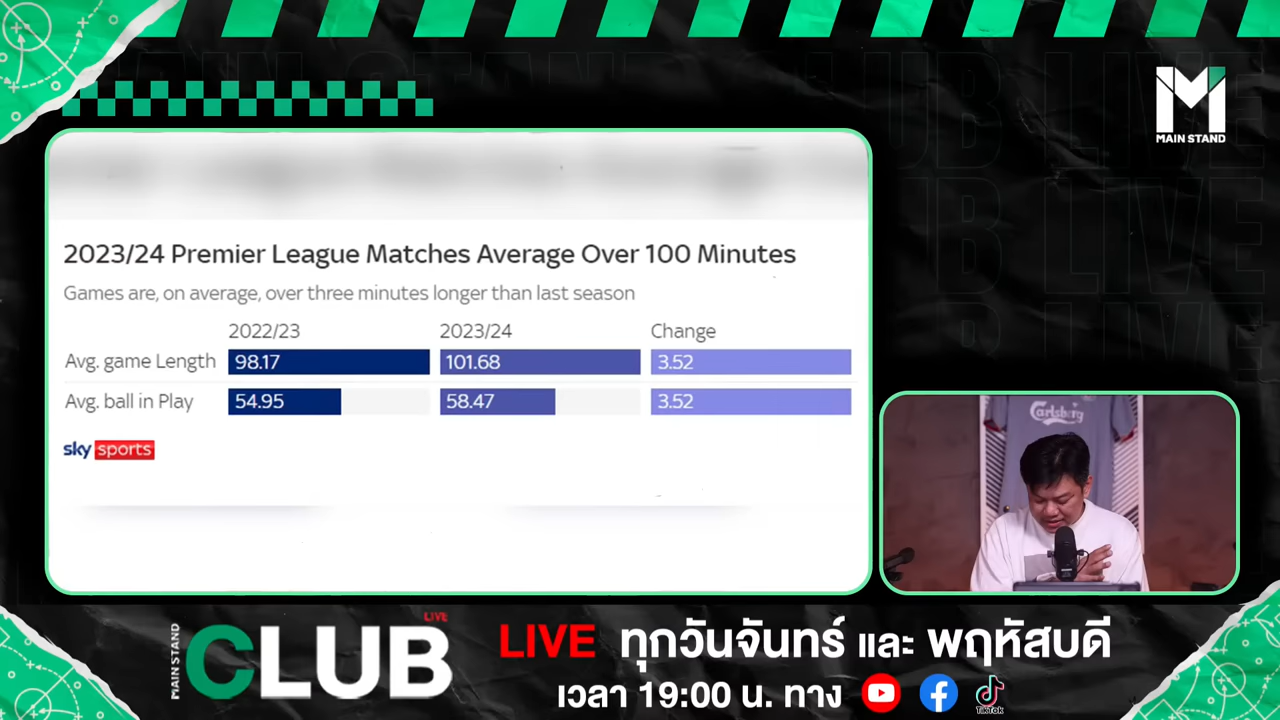 MAIN STAND
2023/24 Premier League Matches Average Over 100 Minutes
Games are, on average, over three minutes longer than last season
2022/23 2023/24 Change
Avg. game Length 98.17 101.68 3.52
Avg. ball in Play 54.95 58.47 3.52
sky sports
Carlsberg
MAIN STAND CLUB LIVE
LIVE ทุกวันจันทร์ และ พฤหัสบดี
เวลา 19:00 น. ทาง
TikTok